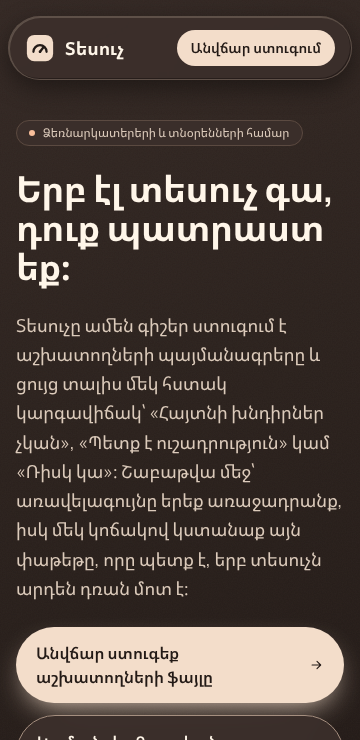 Տեսուչ
Անվճար ստուգում
Ձեռնարկատերերի և տնօրենների համար
Երբ էլ տեսուչ գա,
դուք պատրաստ
եք:
Տեսուչը ամեն գիշեր ստուգում է
աշխատողների պայմանագրերը և
ցույց տալիս մեկ հստակ
կարգավիճակ՝ «Հայտնի խնդիրներ
չկան», «Պետք է ուշադրություն» կամ
«Ռիսկ կա»: Շաբաթվա մեջ՝
առավելագույնը երեք առաջադրանք,
իսկ մեկ կոճակով կստանաք այն
փաթեթը, որը պետք է, երբ տեսուչն
արդեն դռան մոտ է:
Անվճար ստուգեք
աշխատողների ֆայլը